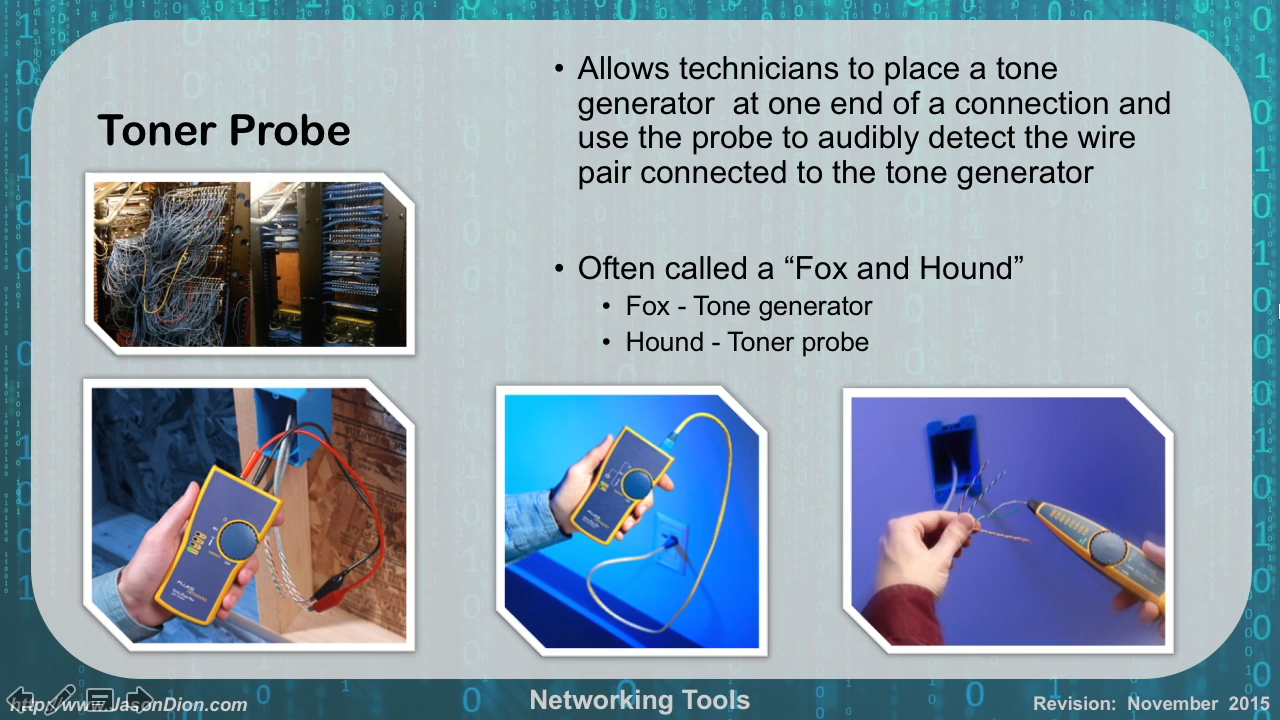 Toner Probe
• Allows technicians to place a tone
generator  at one end of a connection and
use the probe to audibly detect the wire
pair connected to the tone generator
• Often called a “Fox and Hound”
• Fox - Tone generator
• Hound - Toner probe
http://www.JasonDion.com
Networking Tools
Revision:  November  2015